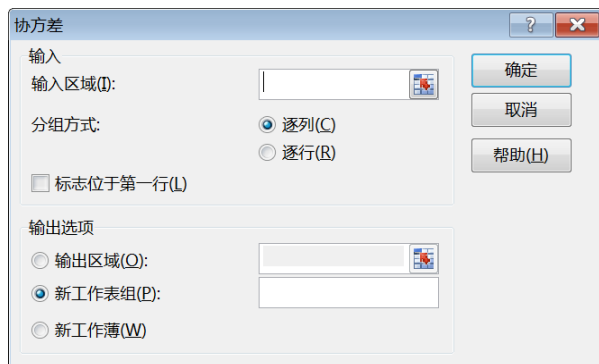 协方差
输入
输入区域(I):
确定
取消
分组方式:
逐列(C)
逐行(R)
帮助(H)
标志位于第一行(L)
输出选项
输出区域(O):
新工作表组(P):
新工作薄(W)